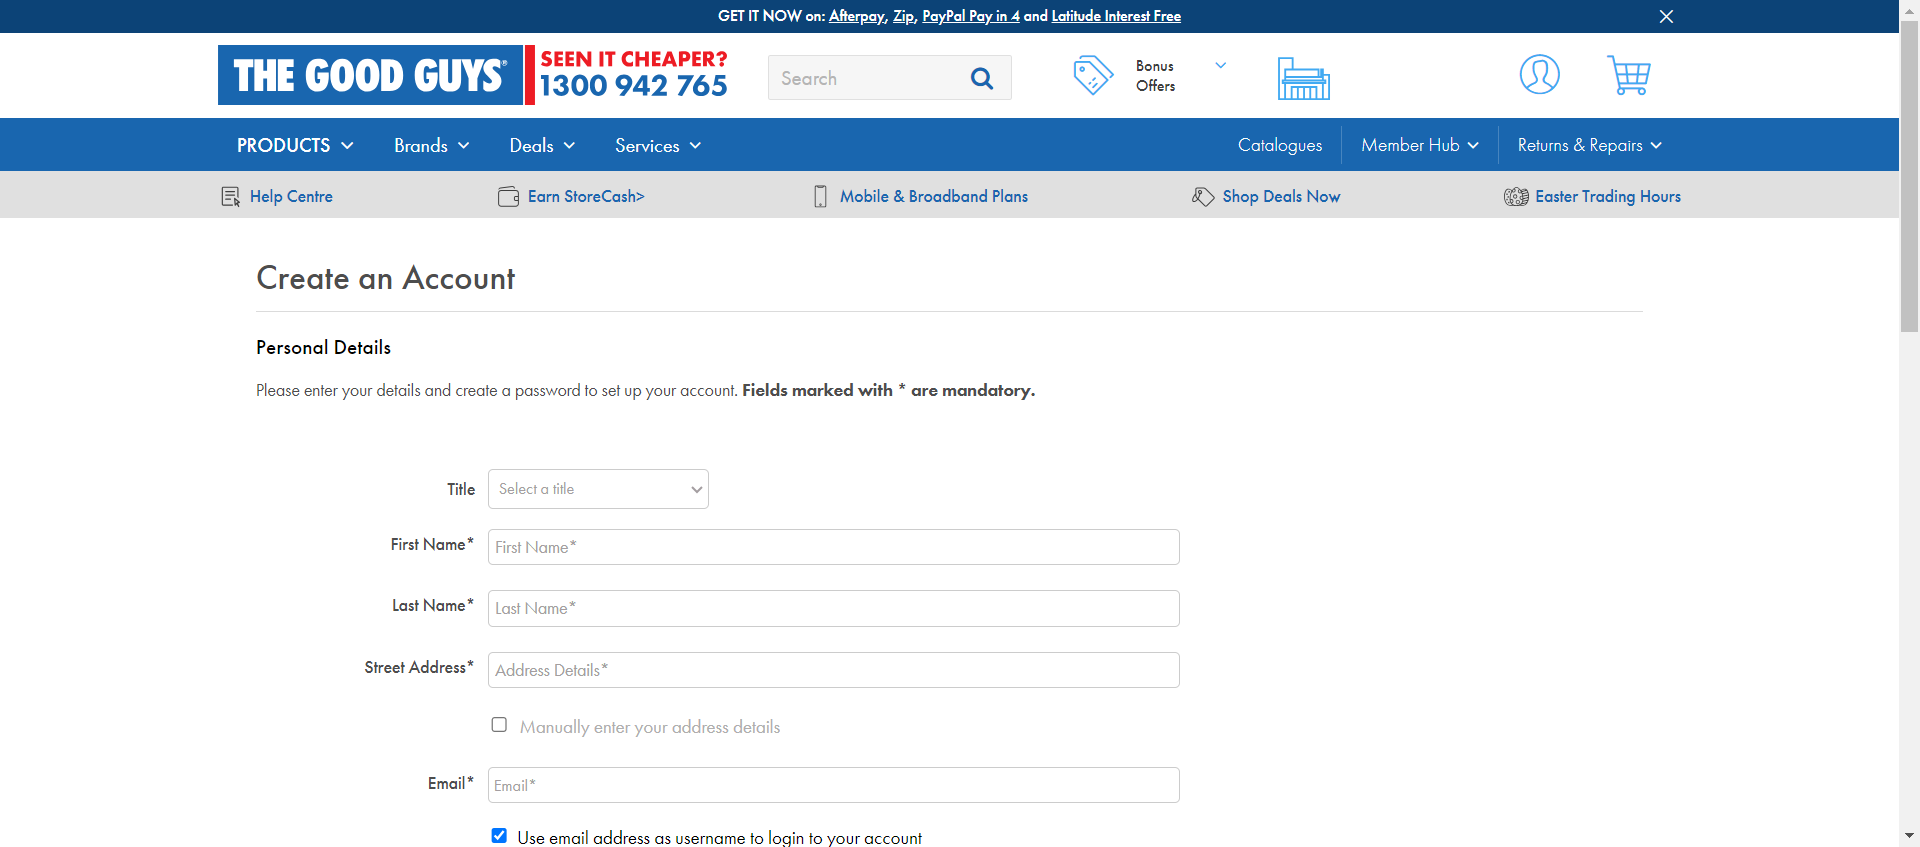 GET IT NOW on: Afterpay, Zip, PayPal Pay in 4 and Latitude Interest Free
THE GOOD GUYS®
SEEN IT CHEAPER?
1300 942 765
Search
Bonus
Offers
PRODUCTS
Brands
Deals
Services
Catalogues
Member Hub
Returns & Repairs
Help Centre
Earn StoreCash>
Mobile & Broadband Plans
Shop Deals Now
Easter Trading Hours
Create an Account
Personal Details
Please enter your details and create a password to set up your account. Fields marked with * are mandatory.
Title
Select a title
First Name*
First Name*
Last Name*
Last Name*
Street Address*
Address Details*
Manually enter your address details
Email*
Email*
Use email address as username to login to your account